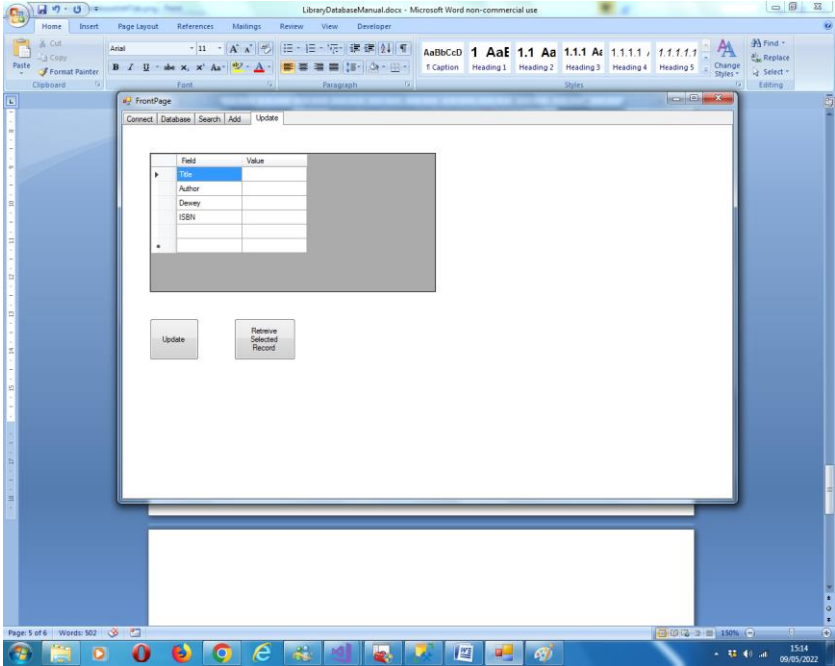 LibraryDatabaseManual.docx - Microsoft Word non-commercial use
Home Insert Page Layout References Mailings Review View Developer
Cut
Copy
Paste
Format Painter
Clipboard
Arial 11
Font
Paragraph
AaBbCcD 1 AaB 1.1 Aa 1.1.1 Aa 1.1.1.1 1.1.1.1.1
¶ Caption Heading 1 Heading 2 Heading 3 Heading 4 Heading 5
Change Styles
Styles
Find
Replace
Select
Editing
FrontPage
Connect Database Search Add Update
Field Value
Title
Author
Dewey
ISBN
Update
Retreive
Selected
Record
Page: 5 of 6 Words: 502
150%
15:14
09/05/2022